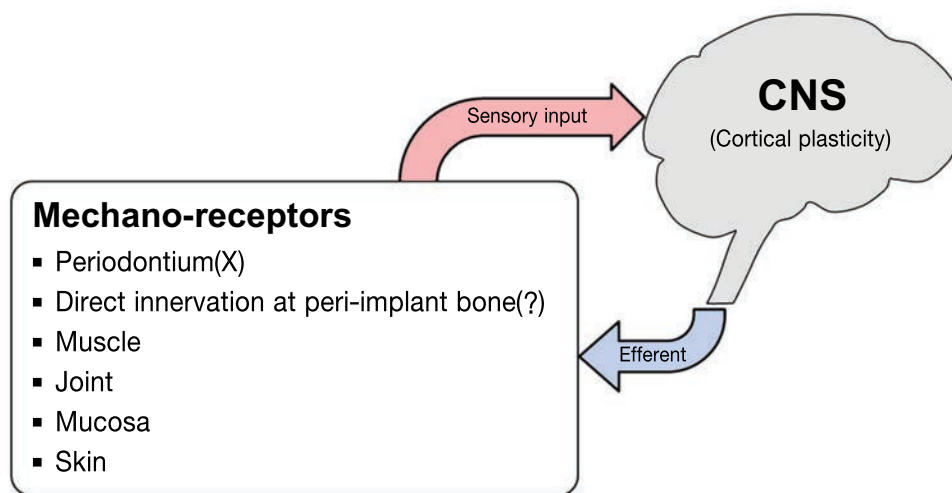 CNS
(Cortical plasticity)
Sensory input
Mechano-receptors
▪ Periodontium(X)
▪ Direct innervation at peri-implant bone(?)
▪ Muscle
▪ Joint
▪ Mucosa
▪ Skin
Efferent